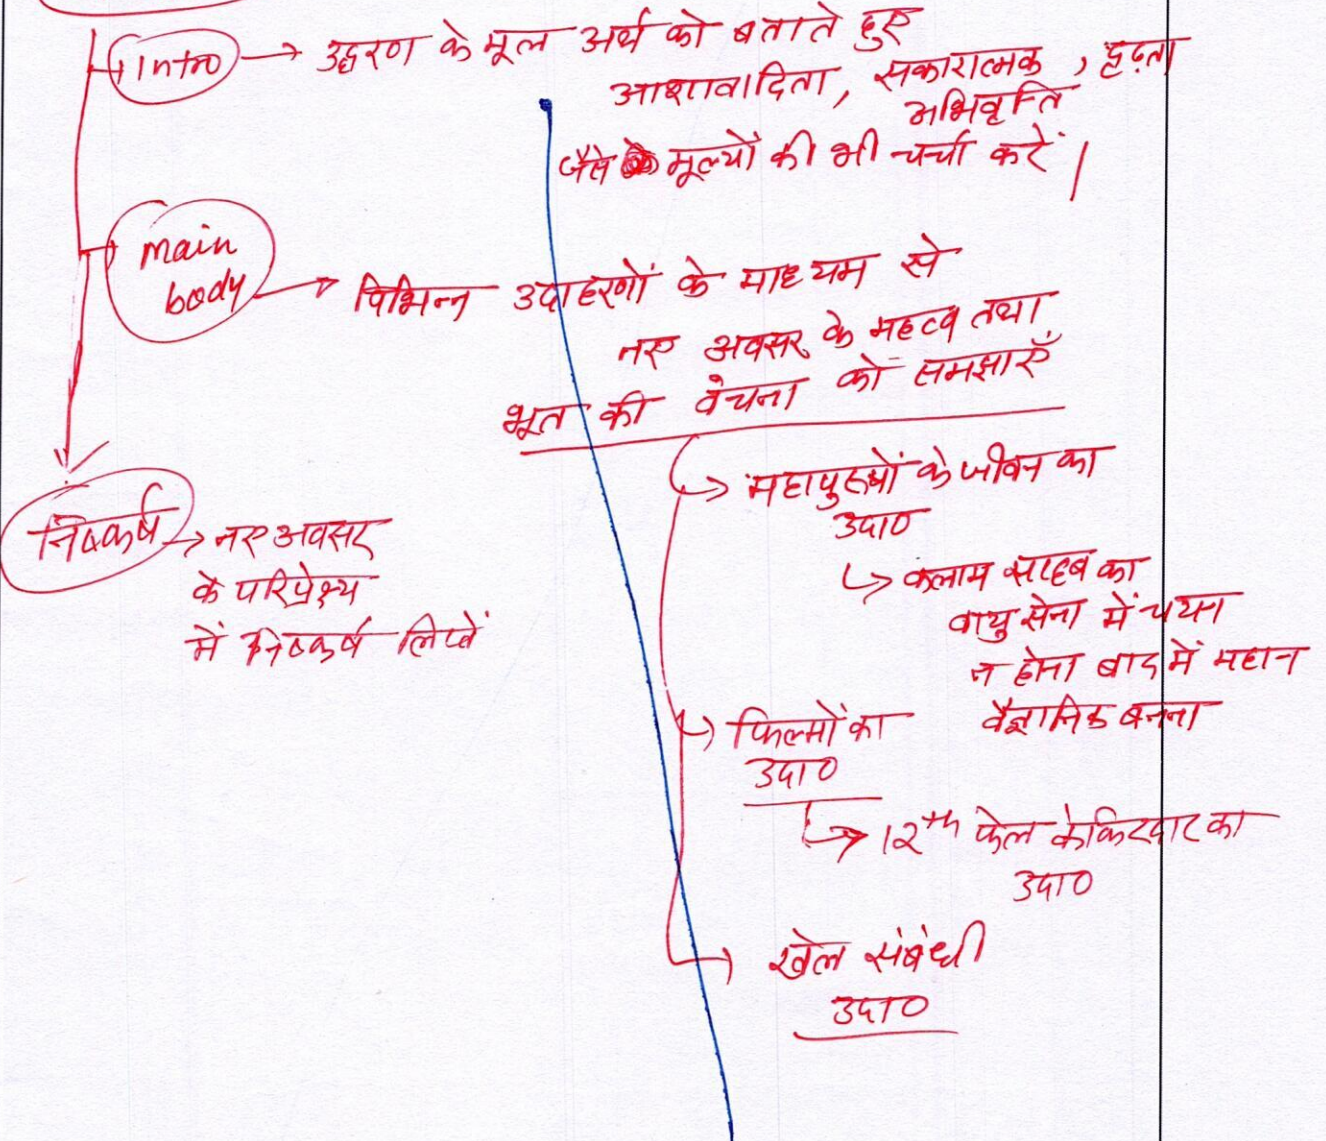 Intro → उद्धरण के मूल अर्थ को बताते हुए
आशावादिता, सकारात्मक, दृढ़ता
अभिवृत्ति
जैसे मूल्यों की भी चर्चा करें।
main
body → विभिन्न उदाहरणों के माध्यम से
नए अवसर के महत्व तथा
भूत की वंचना को समझाएँ
→ महापुरुषों के जीवन का
उदा०
↳ कलाम साहब का
वायु सेना में चयन
न होना बाद में महान
वैज्ञानिक बनना
→ फिल्मों का
उदा०
↳ 12th फेल के किरदार का
उदा०
→ खेल संबंधी
उदा०
निष्कर्ष → नए अवसर
के परिप्रेक्ष्य
में निष्कर्ष लिखें